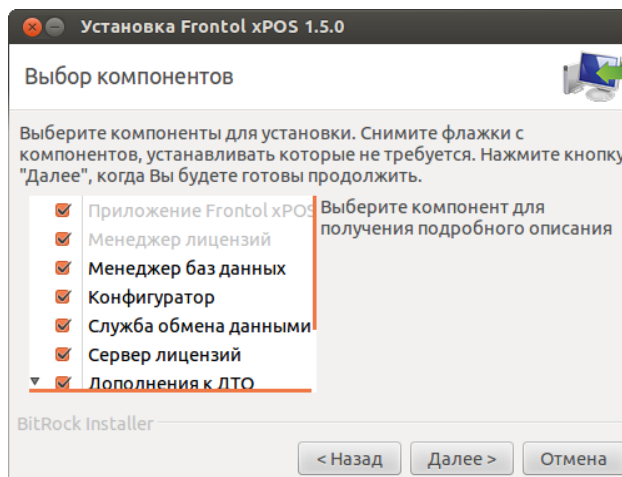 Установка Frontol xPOS 1.5.0
Выбор компонентов
Выберите компоненты для установки. Снимите флажки с
компонентов, устанавливать которые не требуется. Нажмите кнопку
"Далее", когда Вы будете готовы продолжить.
Приложение Frontol xPOS
Менеджер лицензий
Менеджер баз данных
Конфигуратор
Служба обмена данными
Сервер лицензий
Дополнения к ДТО
Выберите компонент для
получения подробного описания
BitRock Installer
< Назад
Далее >
Отмена